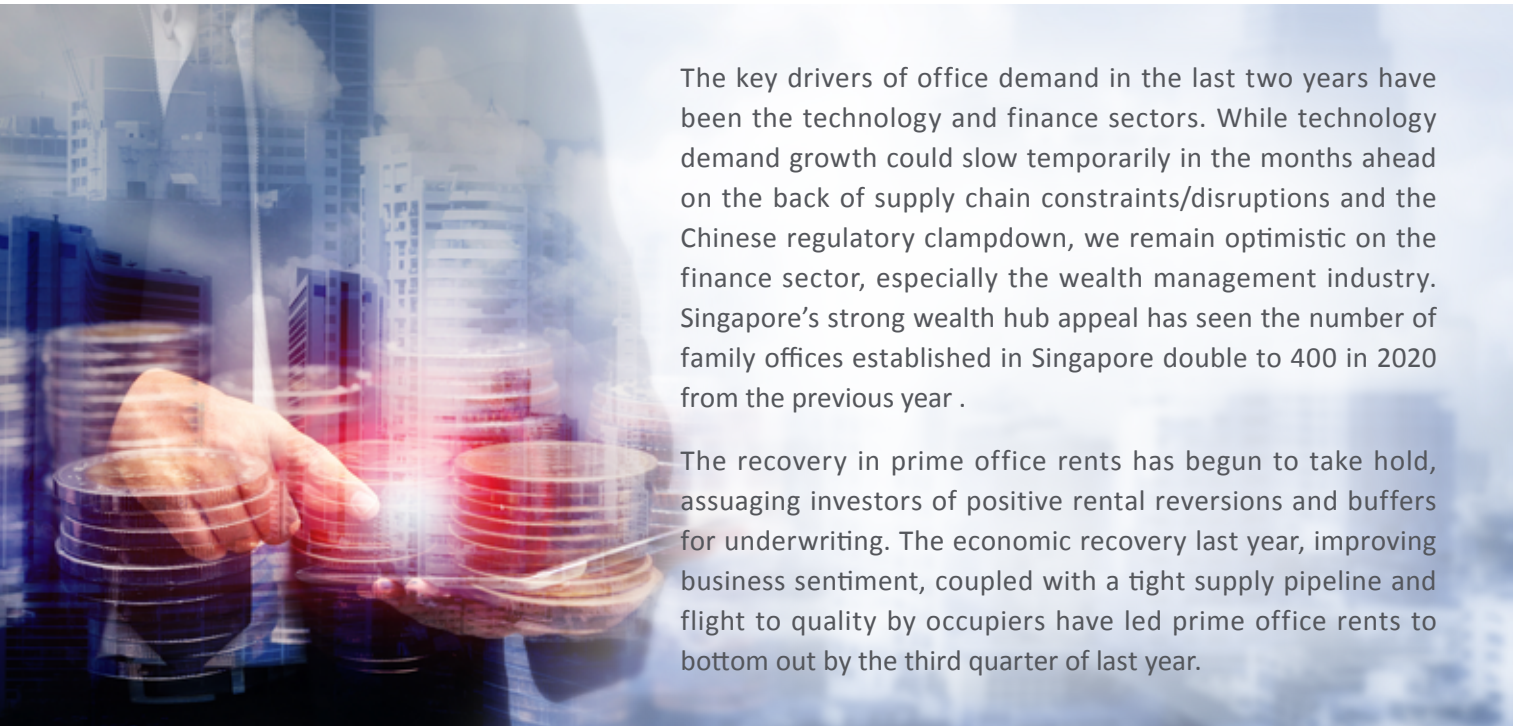 The key drivers of office demand in the last two years have
been the technology and finance sectors. While technology
demand growth could slow temporarily in the months ahead
on the back of supply chain constraints/disruptions and the
Chinese regulatory clampdown, we remain optimistic on the
finance sector, especially the wealth management industry.
Singapore’s strong wealth hub appeal has seen the number of
family offices established in Singapore double to 400 in 2020
from the previous year .
The recovery in prime office rents has begun to take hold,
assuaging investors of positive rental reversions and buffers
for underwriting. The economic recovery last year, improving
business sentiment, coupled with a tight supply pipeline and
flight to quality by occupiers have led prime office rents to
bottom out by the third quarter of last year.